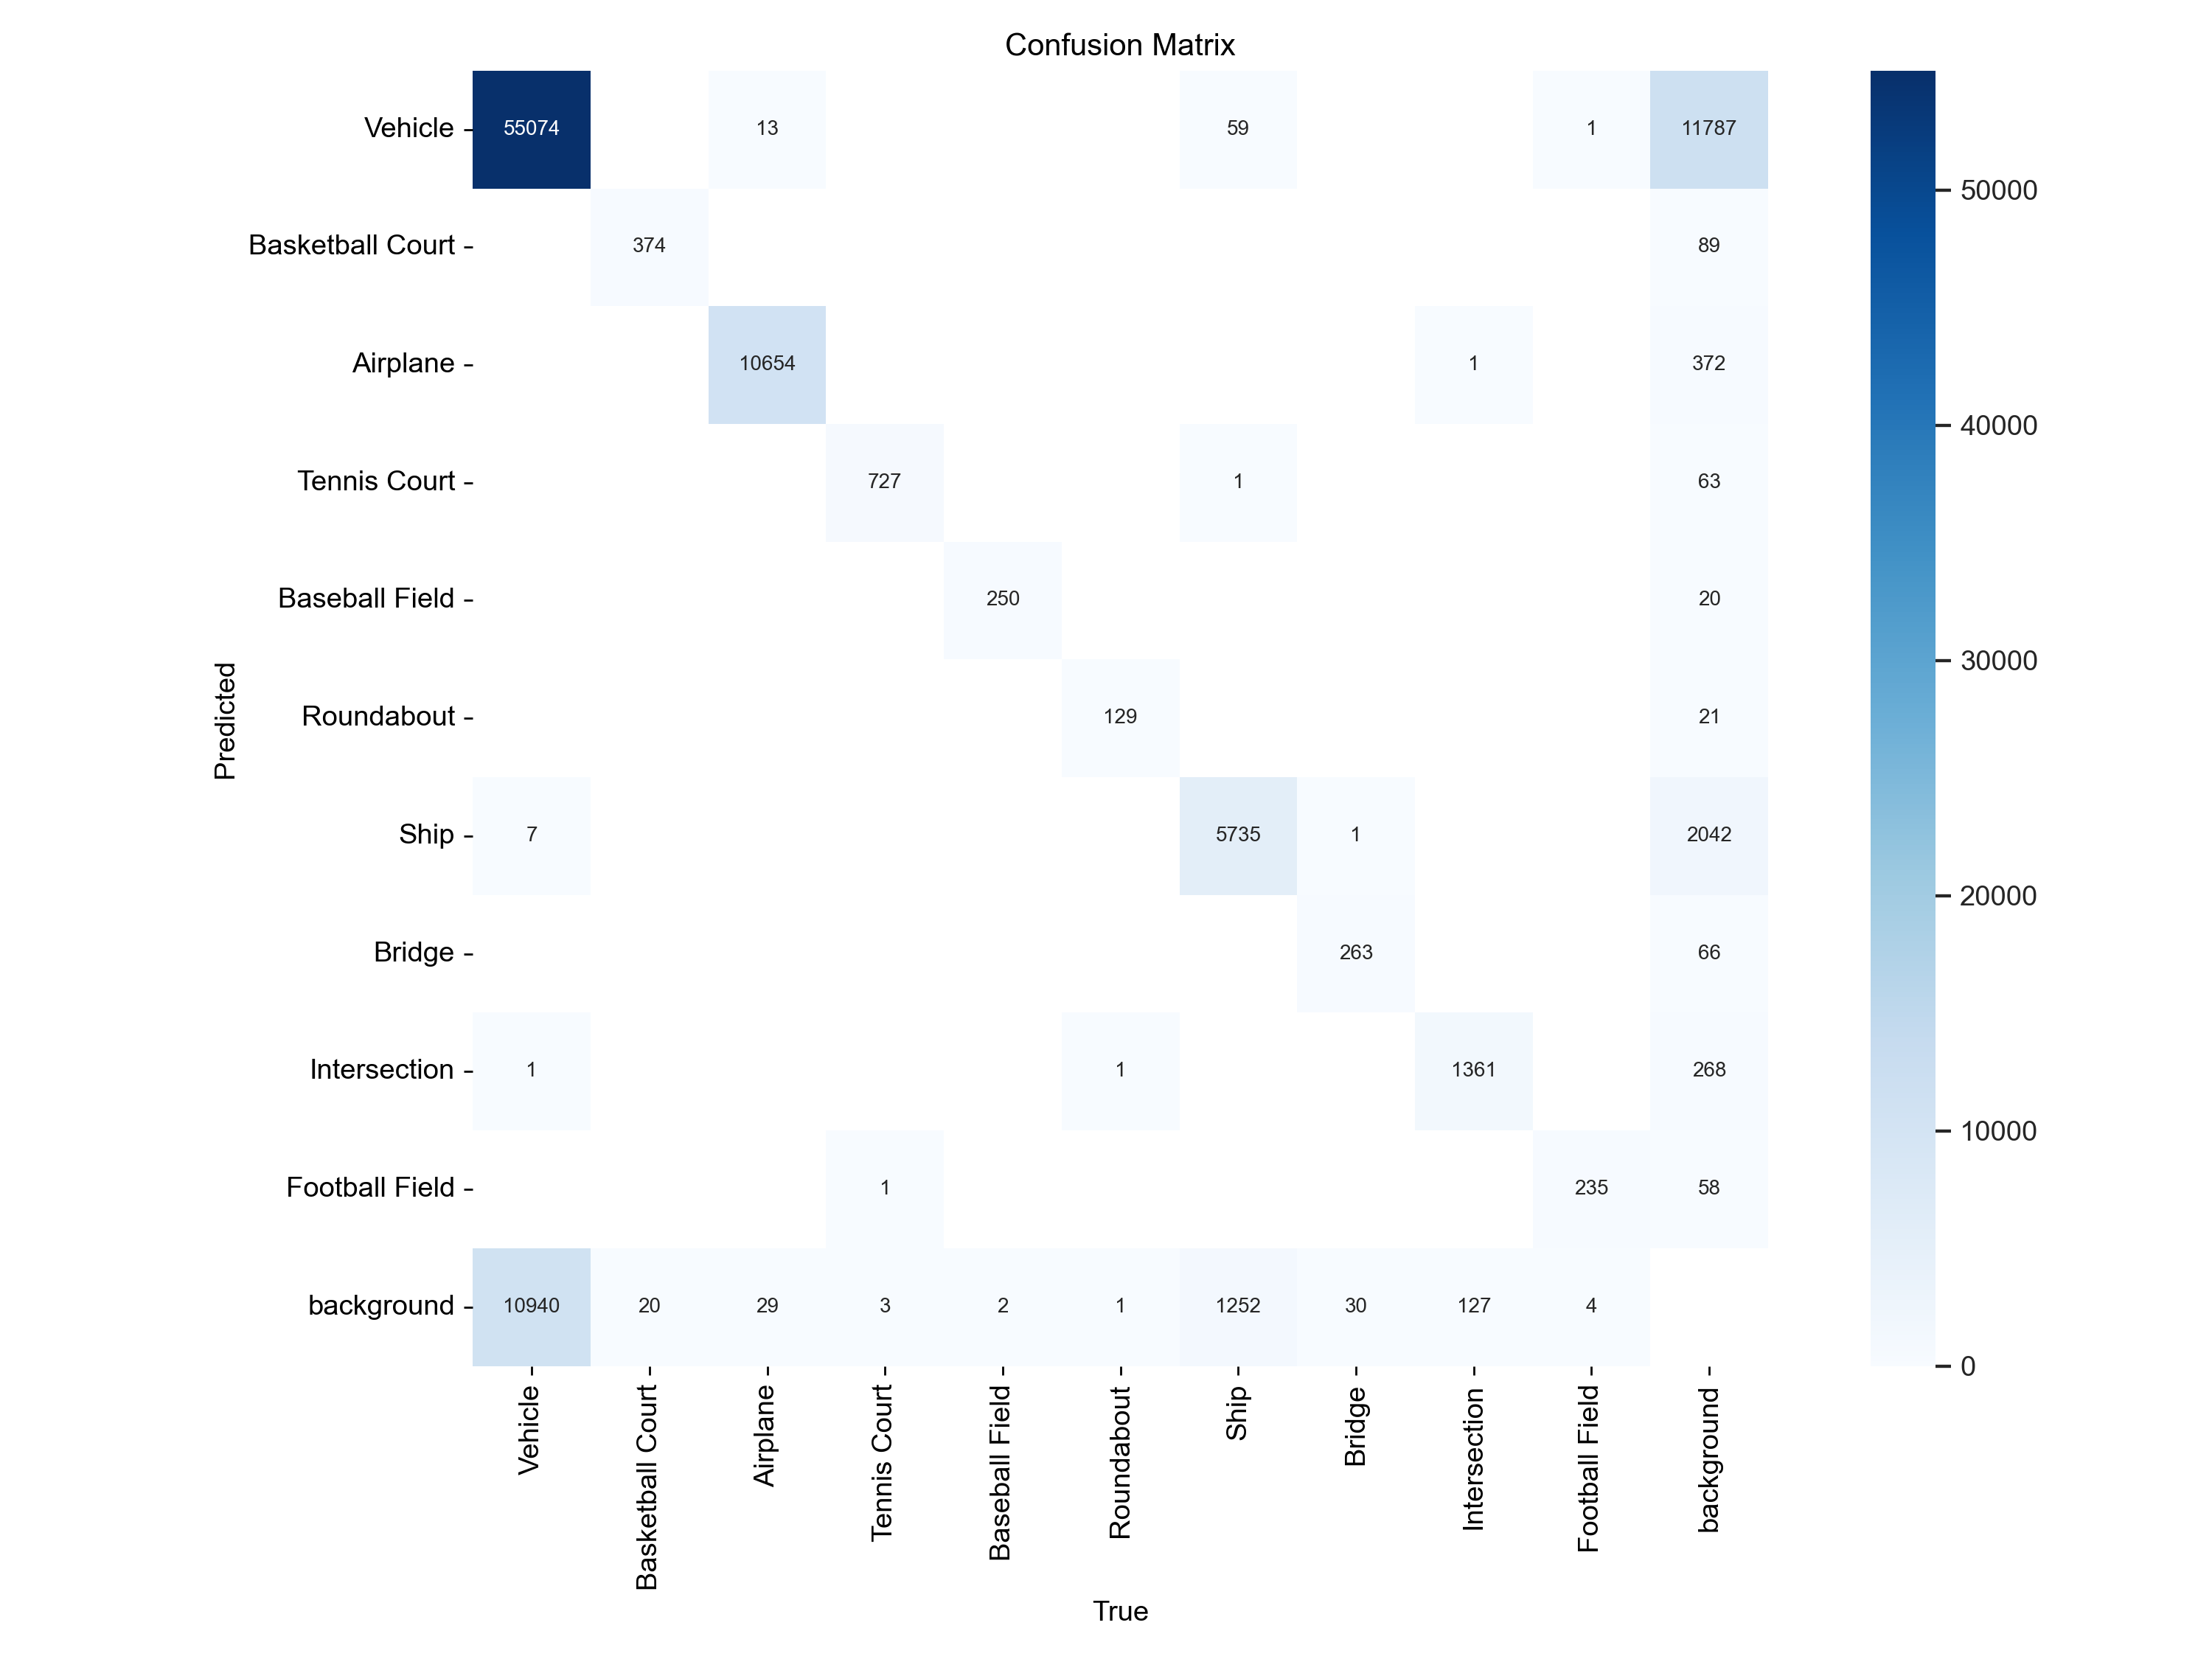 Confusion Matrix
Vehicle 55074 13 59 1 11787
Basketball Court 374 89
Airplane 10654 1 372
Tennis Court 727 1 63
Baseball Field 250 20
Roundabout 129 21
Ship 7 5735 1 2042
Bridge 263 66
Intersection 1 1 1361 268
Football Field 1 235 58
background 10940 20 29 3 2 1 1252 30 127 4
Predicted
Vehicle
Basketball Court
Airplane
Tennis Court
Baseball Field
Roundabout
Ship
Bridge
Intersection
Football Field
background
True
50000
40000
30000
20000
10000
0